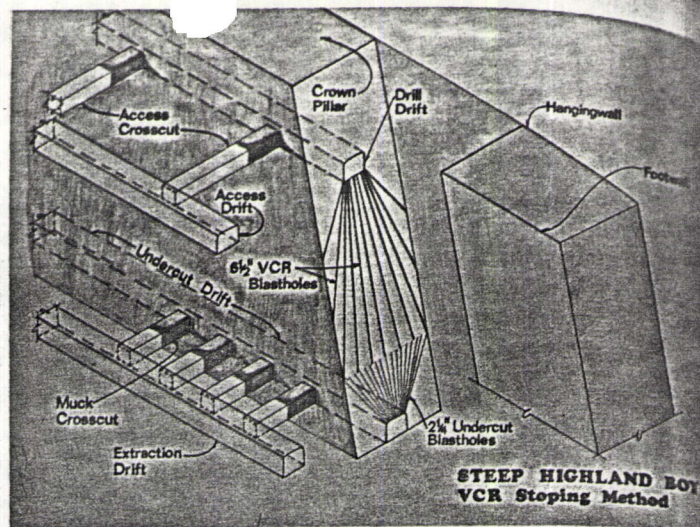 Crown
Pillar
Drill
Drift
Hangingwall
Access
Crosscut
Access
Drift
Undercut Drift
6½" VCR
Blastholes
Muck
Crosscut
Extraction
Drift
2¼" Undercut
Blastholes
STEEP HIGHLAND BOY
VCR Stoping Method